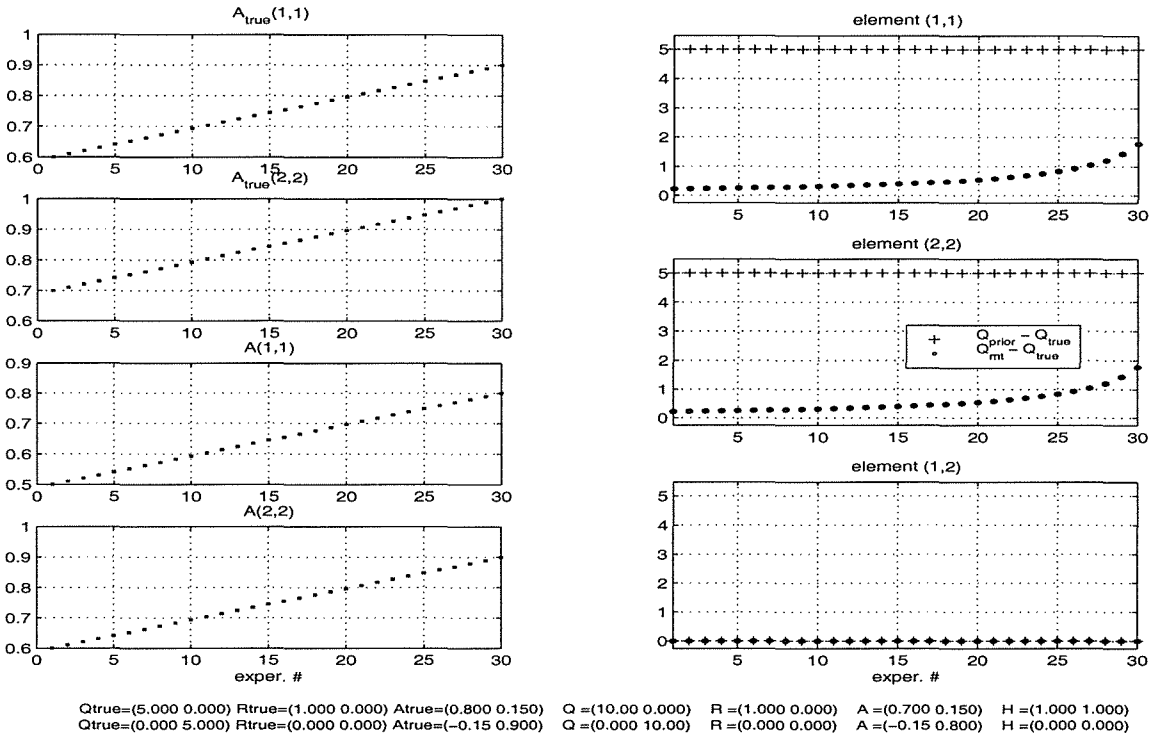 A_true(1,1)
1
0.9
0.8
0.7
0.6
0 5 10 15 20 25 30
A_true(2,2)
1
0.9
0.8
0.7
0.6
0 5 10 15 20 25 30
A(1,1)
0.9
0.8
0.7
0.6
0.5
0 5 10 15 20 25 30
A(2,2)
1
0.9
0.8
0.7
0.6
0 5 10 15 20 25 30
exper. #
element (1,1)
5
4
3
2
1
0
5 10 15 20 25 30
element (2,2)
5
4
3
2
1
0
+ Q_prior – Q_true
Q_mt – Q_true
5 10 15 20 25 30
element (1,2)
5
4
3
2
1
0
5 10 15 20 25 30
exper. #
Qtrue=(5.000 0.000) Rtrue=(1.000 0.000) Atrue=(0.800 0.150) Q =(10.00 0.000) R =(1.000 0.000) A =(0.700 0.150) H =(1.000 1.000)
Qtrue=(0.000 5.000) Rtrue=(0.000 0.000) Atrue=(−0.15 0.900) Q =(0.000 10.00) R =(0.000 0.000) A =(−0.15 0.800) H =(0.000 0.000)